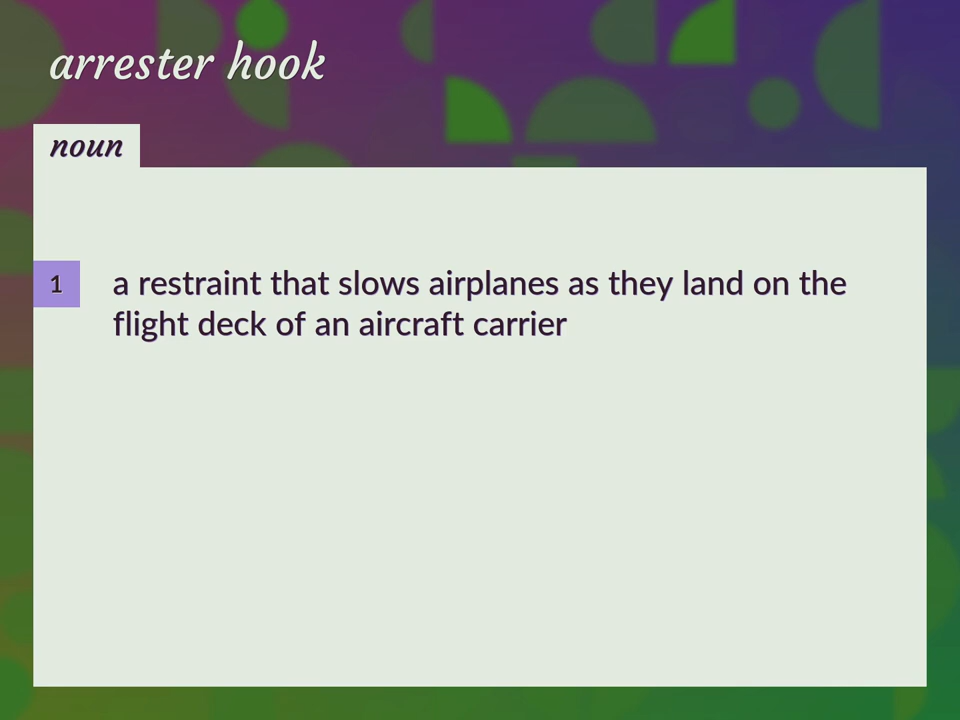 arrester hook
noun
1
a restraint that slows airplanes as they land on the
flight deck of an aircraft carrier